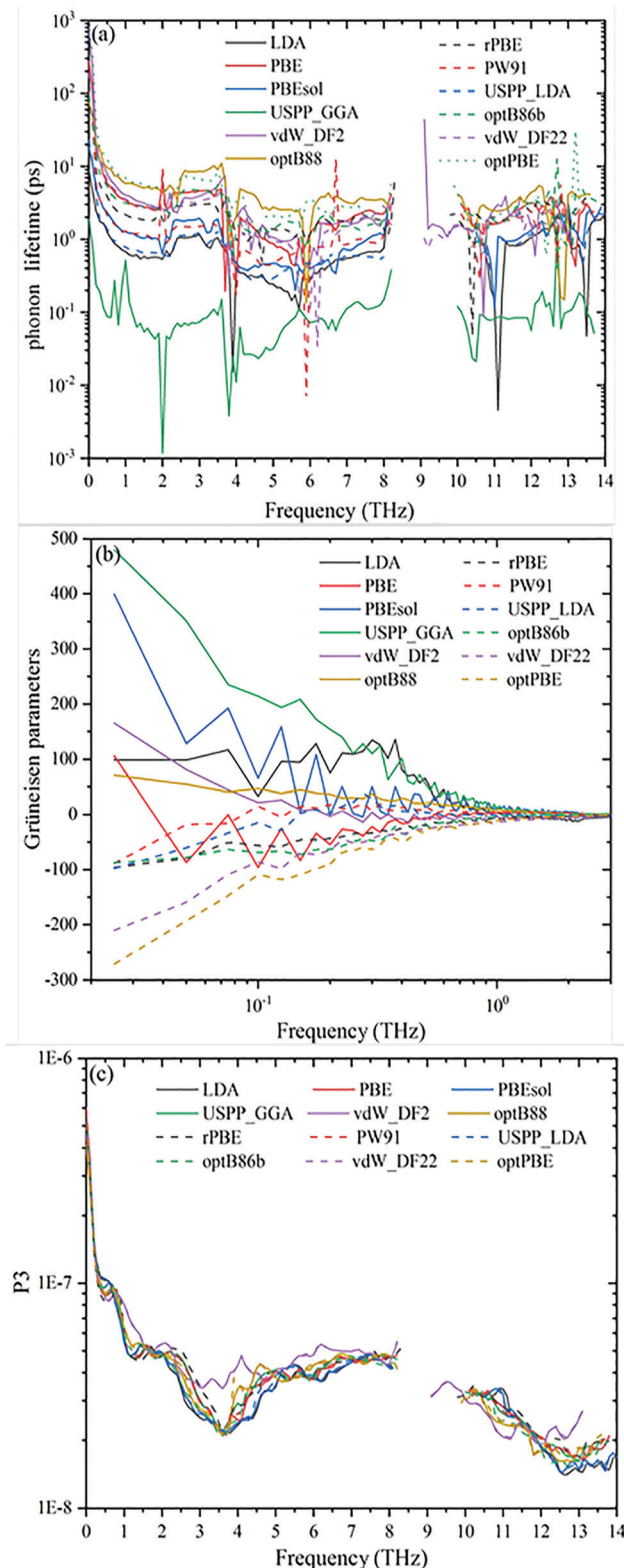 (a)
LDA
PBE
PBEsol
USPP_GGA
vdW_DF2
optB88
rPBE
PW91
USPP_LDA
optB86b
vdW_DF22
optPBE
phonon lifetime (ps)
10³
10²
10¹
10⁰
10⁻¹
10⁻²
10⁻³
0 1 2 3 4 5 6 7 8 9 10 11 12 13 14
Frequency (THz)
(b)
LDA
PBE
PBEsol
USPP_GGA
vdW_DF2
optB88
rPBE
PW91
USPP_LDA
optB86b
vdW_DF22
optPBE
Grüneisen parameters
500
400
300
200
100
0
-100
-200
-300
10⁻¹ 10⁰
Frequency (THz)
(c)
LDA PBE PBEsol
USPP_GGA vdW_DF2 optB88
rPBE PW91 USPP_LDA
optB86b vdW_DF22 optPBE
P3
1E-6
1E-7
1E-8
0 1 2 3 4 5 6 7 8 9 10 11 12 13 14
Frequency (THz)